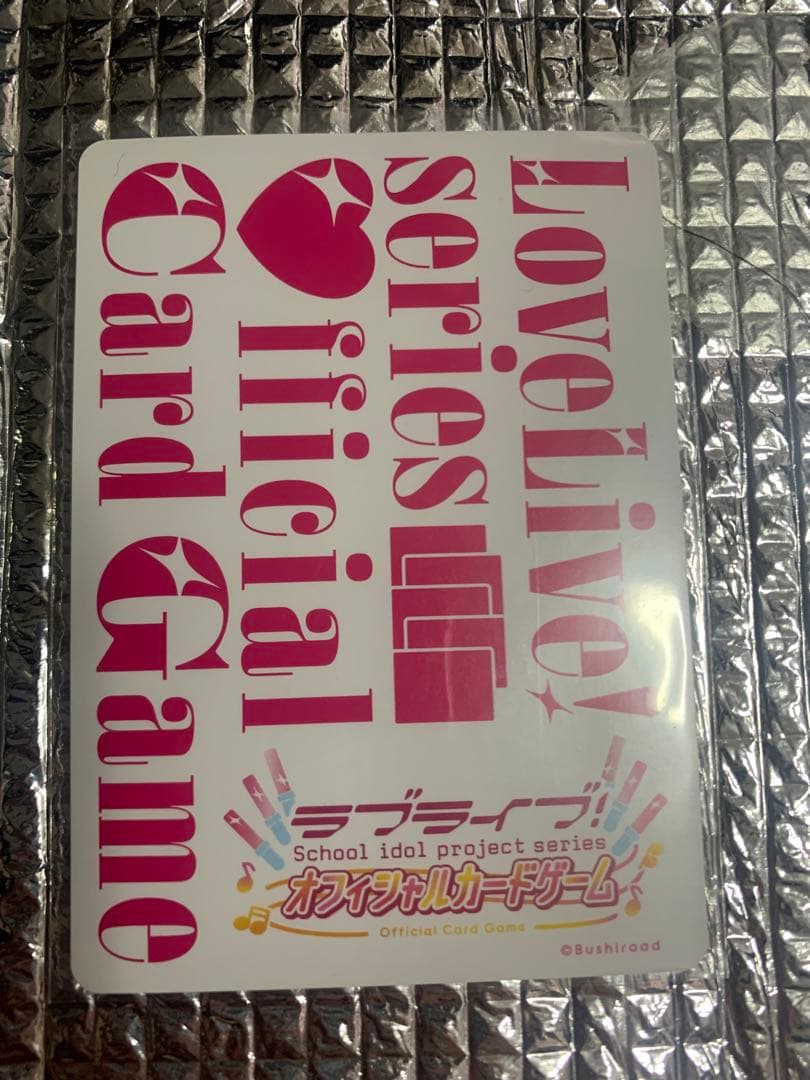 LoveLive!
series
Official
Card Game
ラブライブ!
School idol project series
オフィシャルカードゲーム
Official Card Game
©Bushiroad